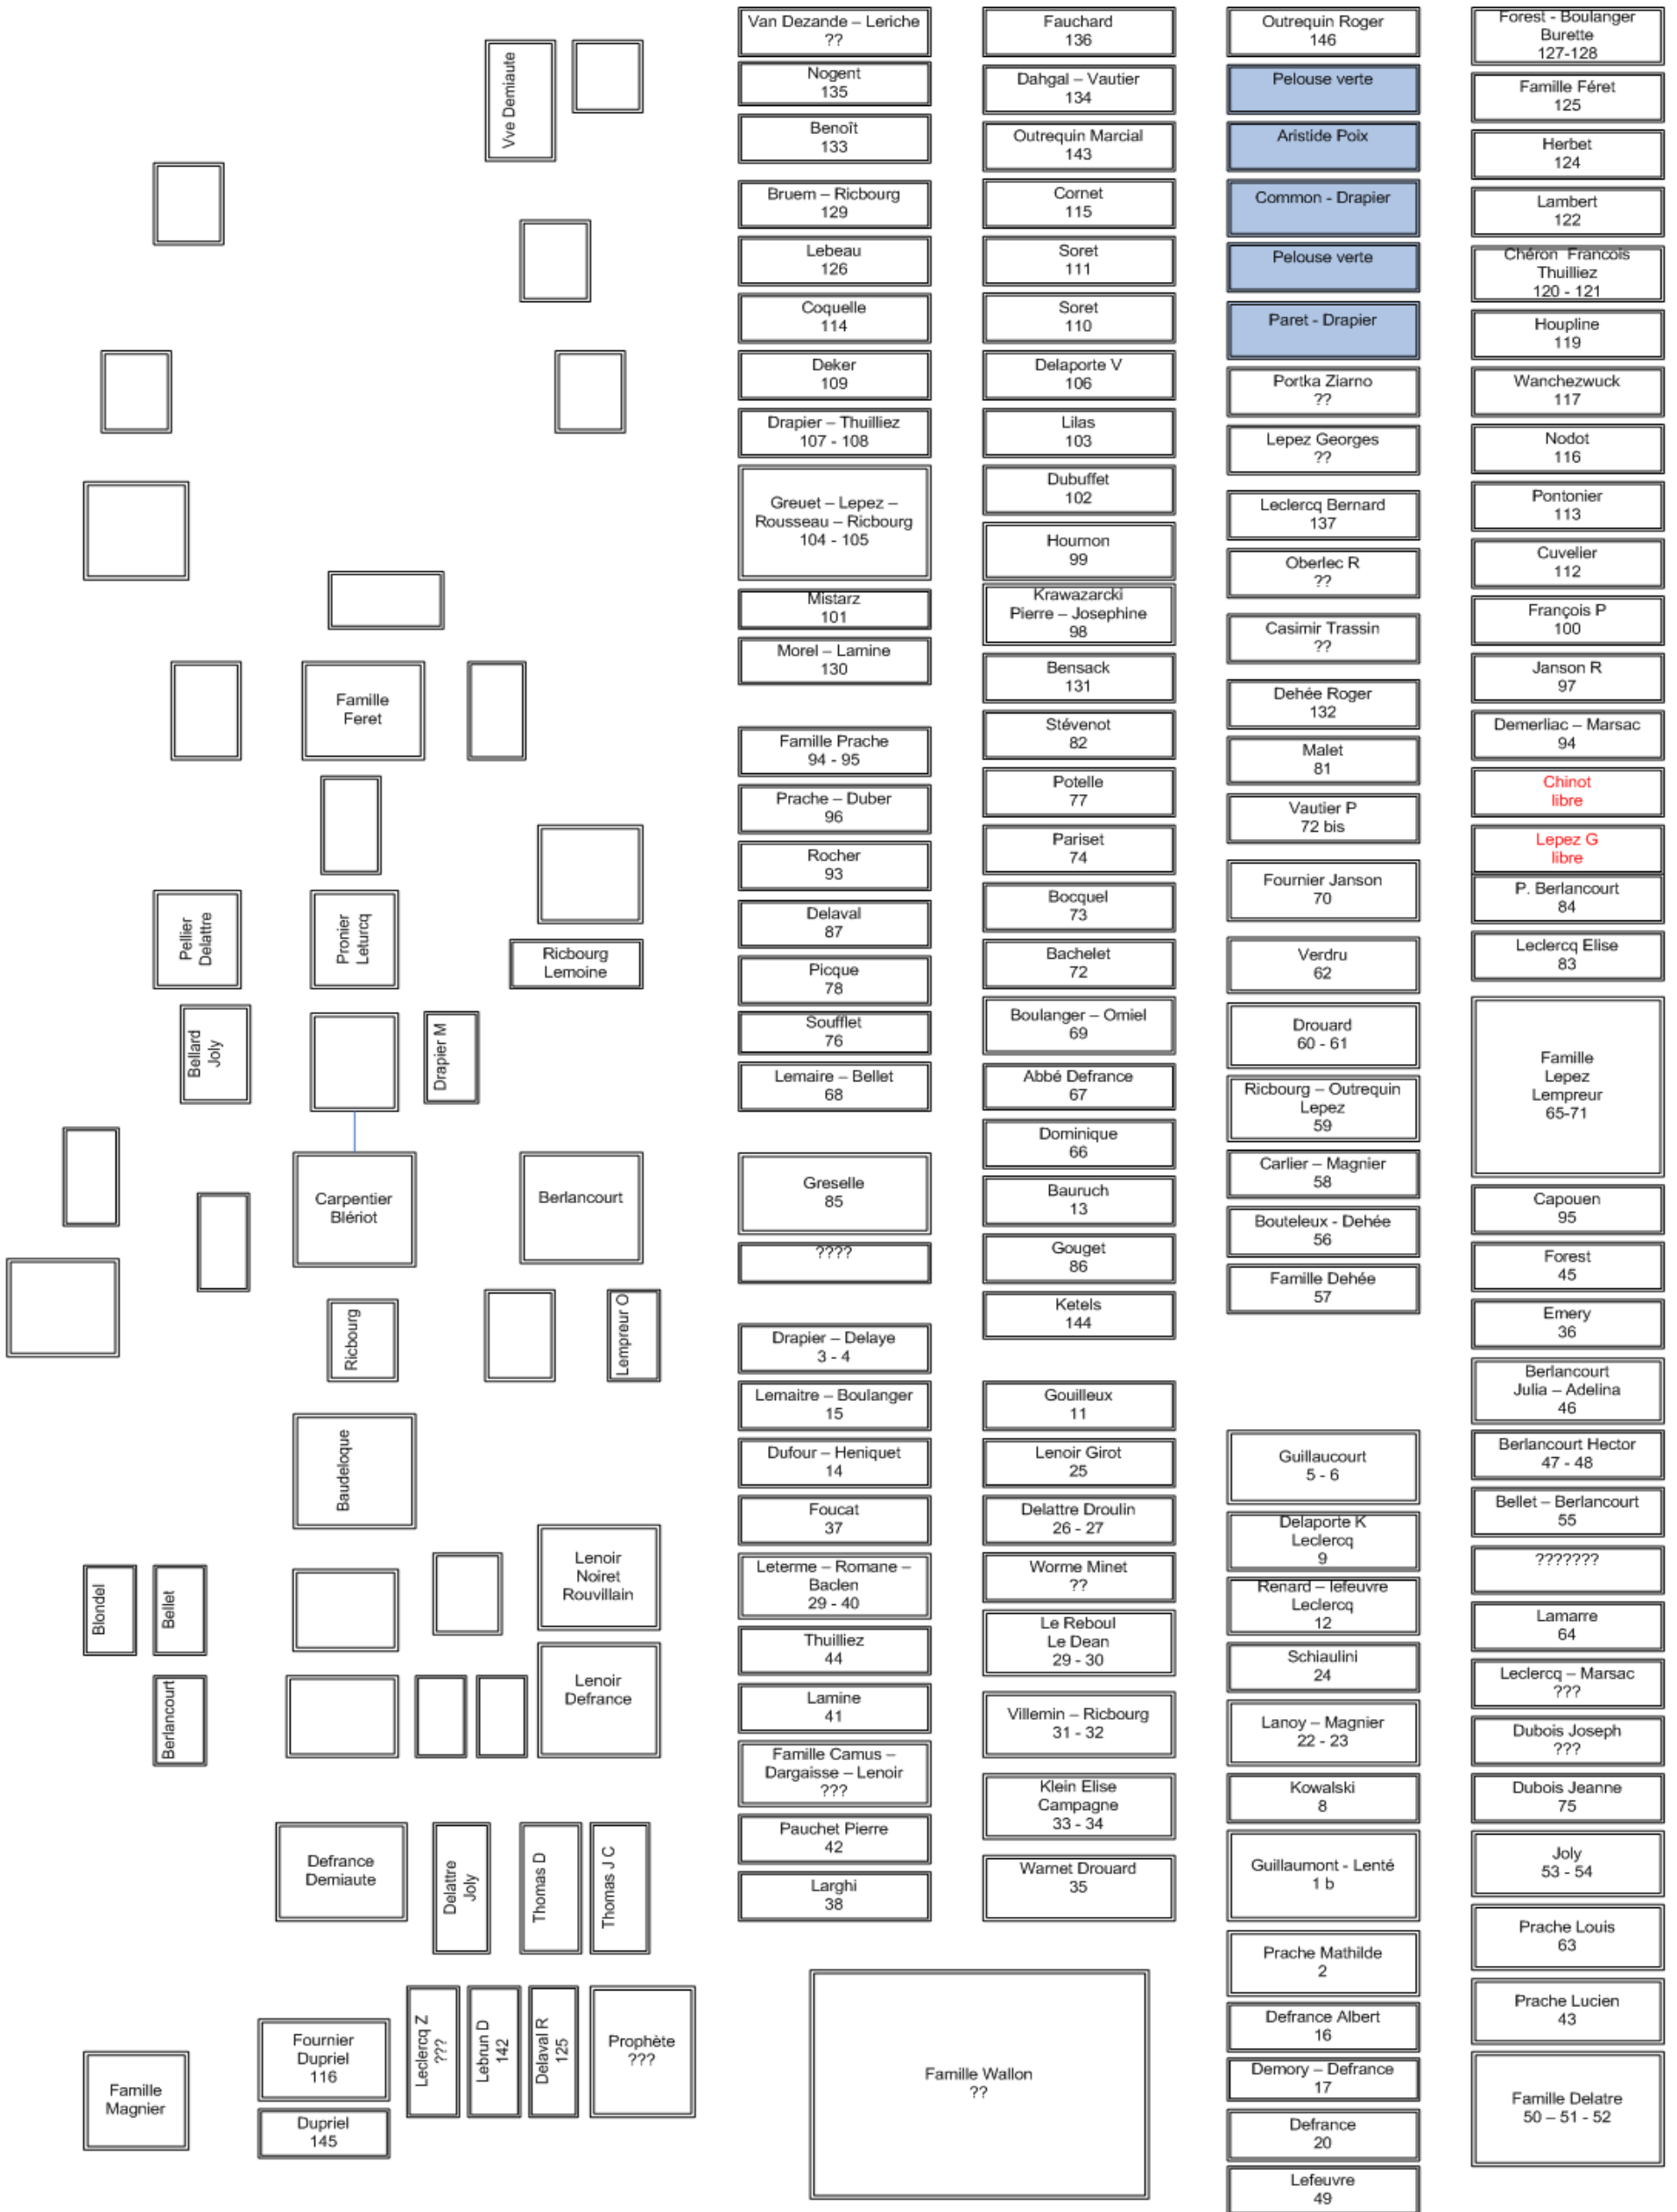 Vve Demiaute
Famille
Feret
Pellier
Delattre
Pronier
Leturcq
Ricbourg
Lemoine
Bellard
Joly
Drapier M
Carpentier
Blériot
Berlancourt
Ricbourg
Lempreur O
Baudeloque
Blondel
Bellet
Lenoir
Noiret
Rouvillain
Berlancourt
Lenoir
Defrance
Defrance
Demiaute
Delattre
Joly
Thomas D
Thomas J C
Famille
Magnier
Fournier
Dupriel
116
Dupriel
145
Leclercq Z
???
Lebrun D
142
Delaval R
125
Prophète
???
Van Dezande – Leriche
??
Nogent
135
Benoît
133
Bruem – Ricbourg
129
Lebeau
126
Coquelle
114
Deker
109
Drapier – Thuilliez
107 - 108
Greuet – Lepez –
Rousseau – Ricbourg
104 - 105
Mistarz
101
Morel – Lamine
130
Famille Prache
94 - 95
Prache – Duber
96
Rocher
93
Delaval
87
Picque
78
Soufflet
76
Lemaire – Bellet
68
Greselle
85
????
Drapier – Delaye
3 - 4
Lemaitre – Boulanger
15
Dufour – Heniquet
14
Foucat
37
Leterme – Romane –
Baclen
29 - 40
Thuilliez
44
Lamine
41
Famille Camus –
Dargaisse – Lenoir
???
Pauchet Pierre
42
Larghi
38
Fauchard
136
Dahgal – Vautier
134
Outrequin Marcial
143
Cornet
115
Soret
111
Soret
110
Delaporte V
106
Lilas
103
Dubuffet
102
Hournon
99
Krawazarcki
Pierre – Josephine
98
Bensack
131
Stévenot
82
Potelle
77
Pariset
74
Bocquel
73
Bachelet
72
Boulanger – Omiel
69
Abbé Defrance
67
Dominique
66
Bauruch
13
Gouget
86
Ketels
144
Gouilleux
11
Lenoir Girot
25
Delattre Droulin
26 - 27
Worme Minet
??
Le Reboul
Le Dean
29 - 30
Villemin – Ricbourg
31 - 32
Klein Elise
Campagne
33 - 34
Warnet Drouard
35
Famille Wallon
??
Outrequin Roger
146
Pelouse verte
Aristide Poix
Common - Drapier
Pelouse verte
Paret - Drapier
Portka Ziarno
??
Lepez Georges
??
Leclercq Bernard
137
Oberlec R
??
Casimir Trassin
??
Dehée Roger
132
Malet
81
Vautier P
72 bis
Fournier Janson
70
Verdru
62
Drouard
60 - 61
Ricbourg – Outrequin
Lepez
59
Carlier – Magnier
58
Bouteleux - Dehée
56
Famille Dehée
57
Guillaucourt
5 - 6
Delaporte K
Leclercq
9
Renard – lefeuvre
Leclercq
12
Schiaulini
24
Lanoy – Magnier
22 - 23
Kowalski
8
Guillaumont - Lenté
1 b
Prache Mathilde
2
Defrance Albert
16
Demory – Defrance
17
Defrance
20
Lefeuvre
49
Forest - Boulanger
Burette
127-128
Famille Féret
125
Herbet
124
Lambert
122
Chéron Francois
Thuilliez
120 - 121
Houpline
119
Wanchezwuck
117
Nodot
116
Pontonier
113
Cuvelier
112
François P
100
Janson R
97
Demerliac – Marsac
94
Chinot
libre
Lepez G
libre
P. Berlancourt
84
Leclercq Elise
83
Famille
Lepez
Lempreur
65-71
Capouen
95
Forest
45
Emery
36
Berlancourt
Julia – Adelina
46
Berlancourt Hector
47 - 48
Bellet – Berlancourt
55
???????
Lamarre
64
Leclercq – Marsac
???
Dubois Joseph
???
Dubois Jeanne
75
Joly
53 - 54
Prache Louis
63
Prache Lucien
43
Famille Delatre
50 – 51 - 52